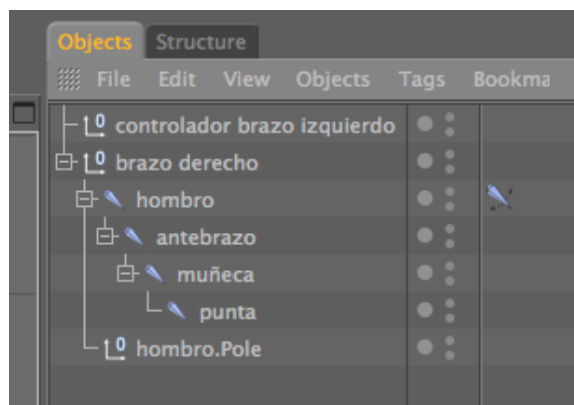 Objects Structure
File Edit View Objects Tags Bookma
controlador brazo izquierdo
brazo derecho
hombro
antebrazo
muñeca
punta
hombro.Pole